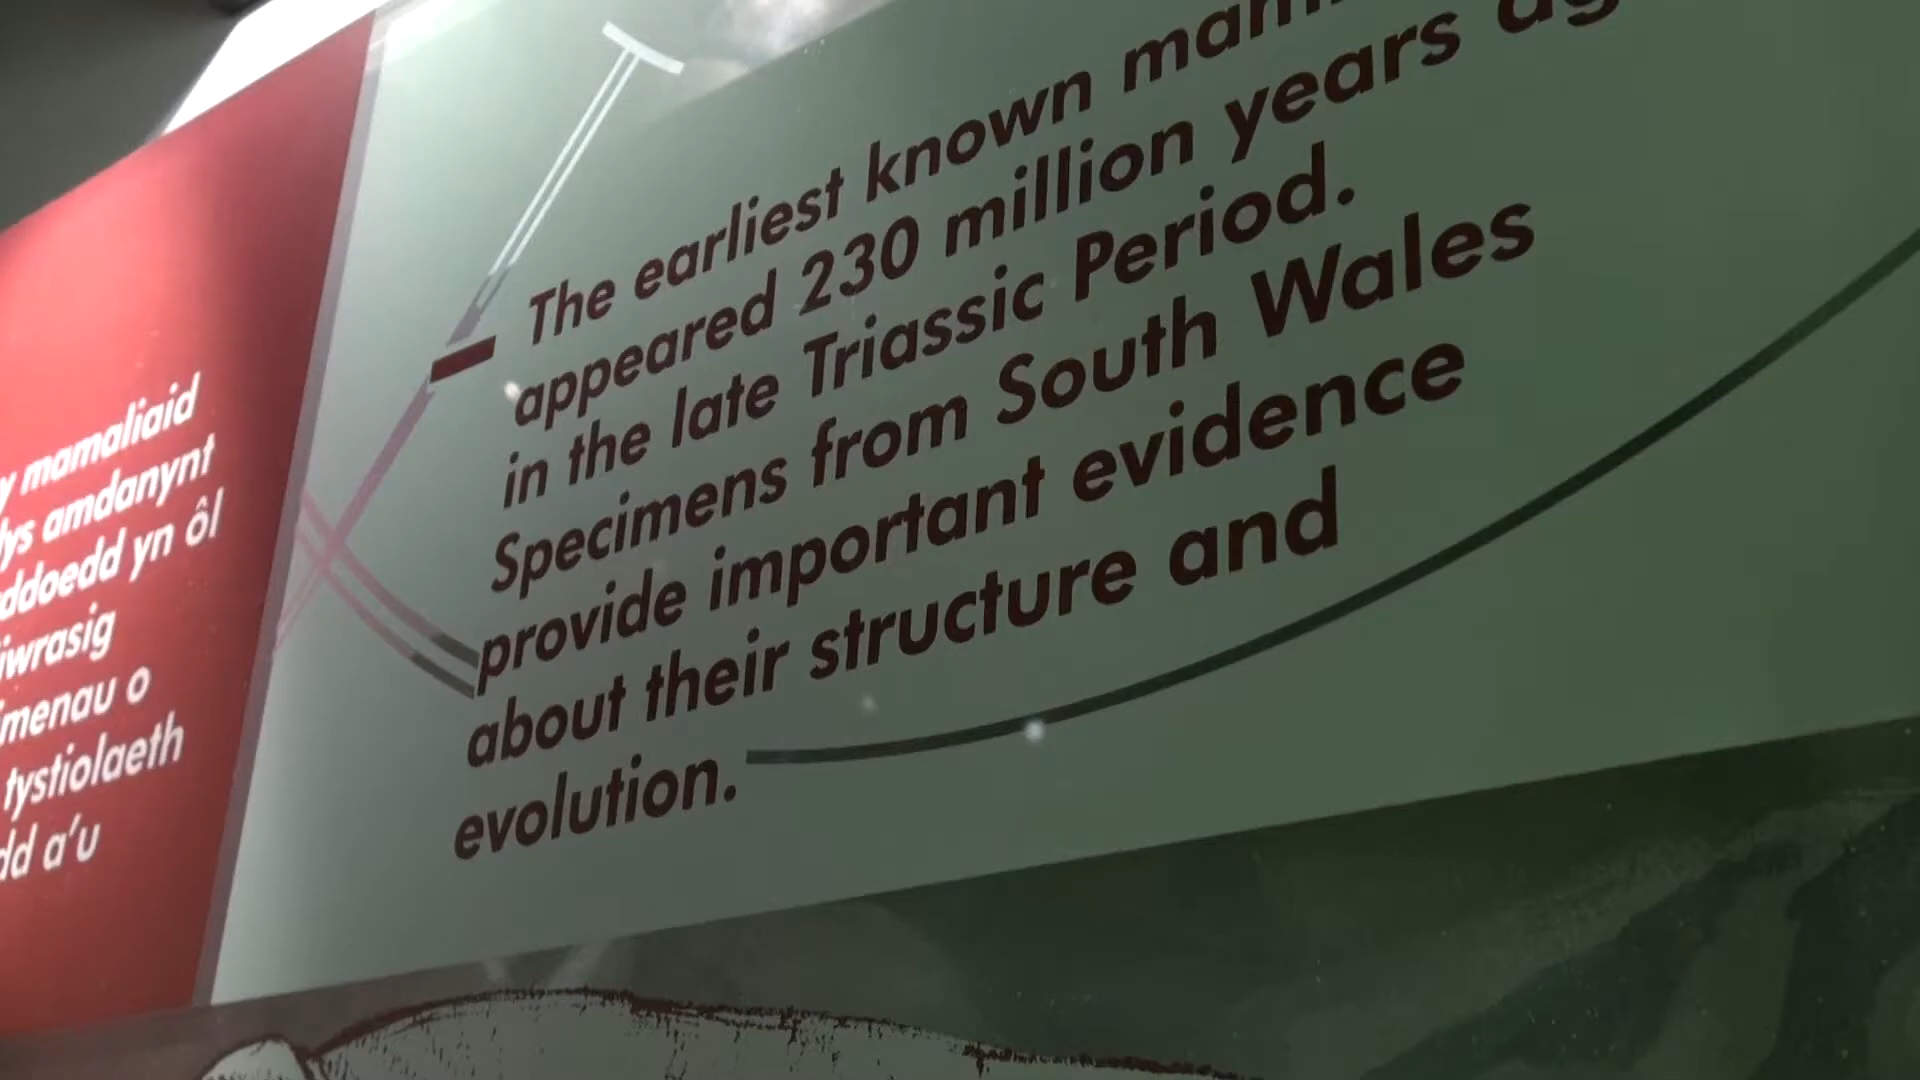 mamaliaid
amdanynt
yn ôl
o
tystiolaeth
a'u
The earliest known
appeared 230 million years
in the late Triassic Period.
Specimens from South Wales
provide important evidence
about their structure and
evolution.